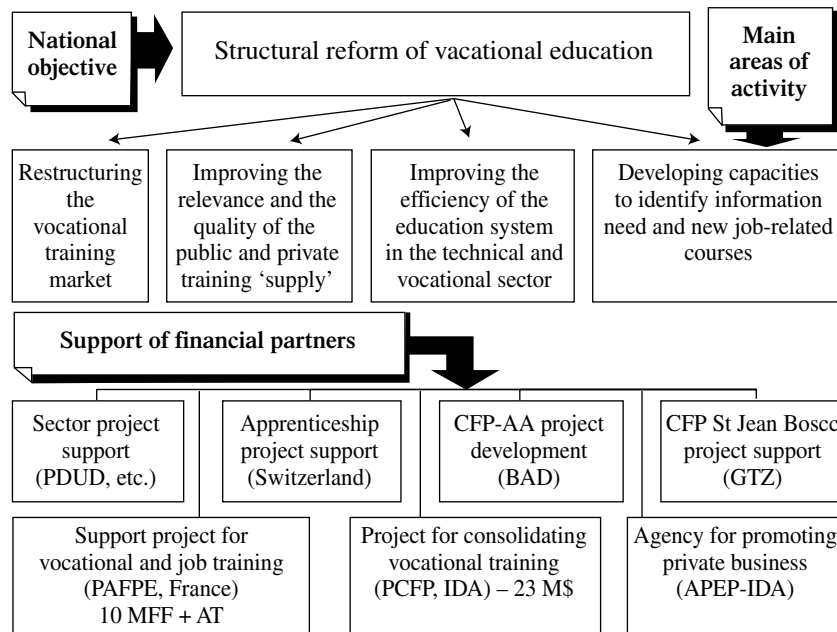 National
objective
Structural reform of vacational education
Main
areas of
activity
Restructuring
the
vocational
training
market
Improving the
relevance and the
quality of the
public and private
training ‘supply’
Improving the
efficiency of the
education system
in the technical and
vocational sector
Developing capacities
to identify information
need and new job-related
courses
Support of financial partners
Sector project
support
(PDUD, etc.)
Apprenticeship
project support
(Switzerland)
CFP-AA project
development
(BAD)
CFP St Jean Bosco
project support
(GTZ)
Support project for
vocational and job training
(PAFPE, France)
10 MFF + AT
Project for consolidating
vocational training
(PCFP, IDA) – 23 M$
Agency for promoting
private business
(APEP-IDA)